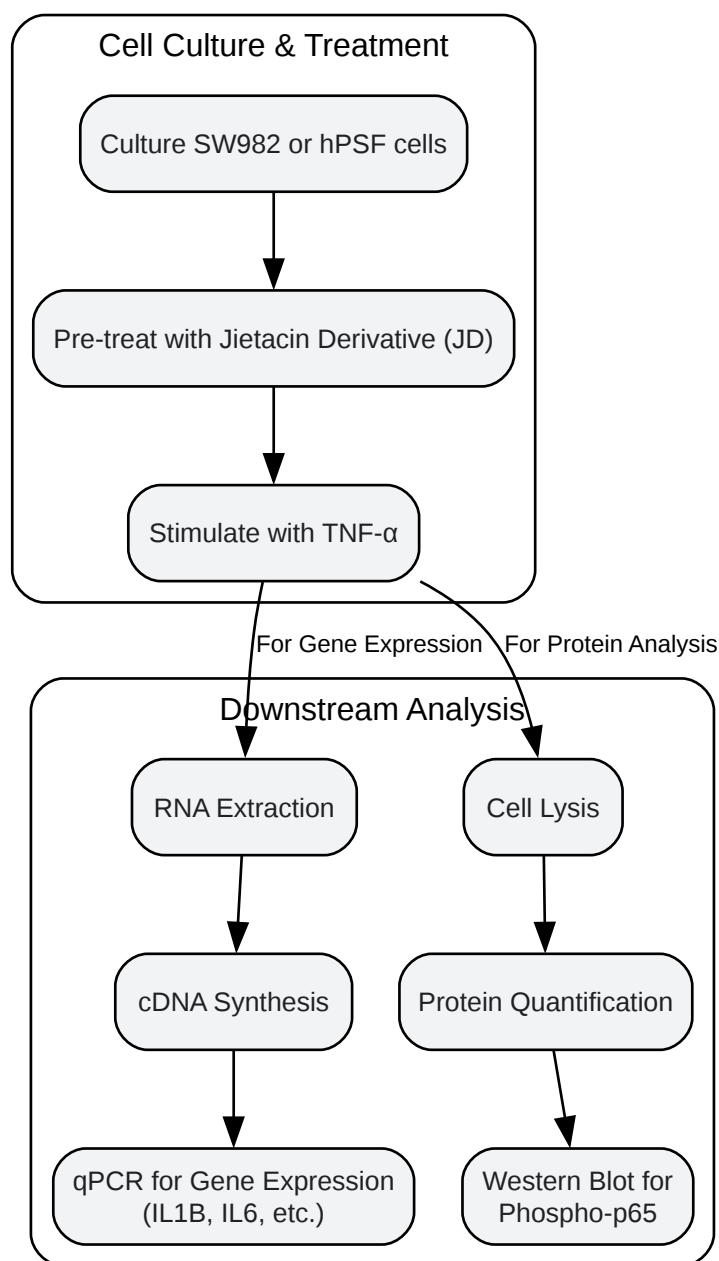 Cell Culture & Treatment
Culture SW982 or hPSF cells
Pre-treat with Jietacin Derivative (JD)
Stimulate with TNF-α
For Gene Expression
For Protein Analysis
Downstream Analysis
RNA Extraction
Cell Lysis
cDNA Synthesis
Protein Quantification
qPCR for Gene Expression
(IL1B, IL6, etc.)
Western Blot for
Phospho-p65